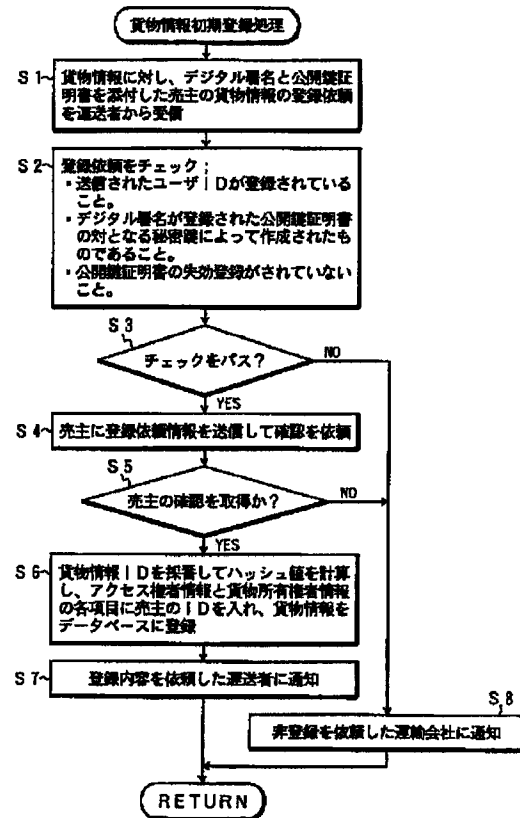 貨物情報初期登録処理
S1
貨物情報に対し、デジタル署名と公開鍵証
明書を添付した売主の貨物情報の登録依頼
を運送者から受信
S2
登録依頼をチェック;
・送信されたユーザIDが登録されている
こと。
・デジタル署名が登録された公開鍵証明書
の対となる秘密鍵によって作成されたも
のであること。
・公開鍵証明書の失効登録がされていない
こと。
S3
チェックをパス?
NO
YES
S4
売主に登録依頼情報を送信して確認を依頼
S5
売主の確認を取得か?
NO
YES
S6
貨物情報IDを採番してハッシュ値を計算
し、アクセス権者情報と貨物所有権者情報
の各項目に売主のIDを入れ、貨物情報を
データベースに登録
S7
登録内容を依頼した運送者に通知
S8
非登録を依頼した運輸会社に通知
RETURN